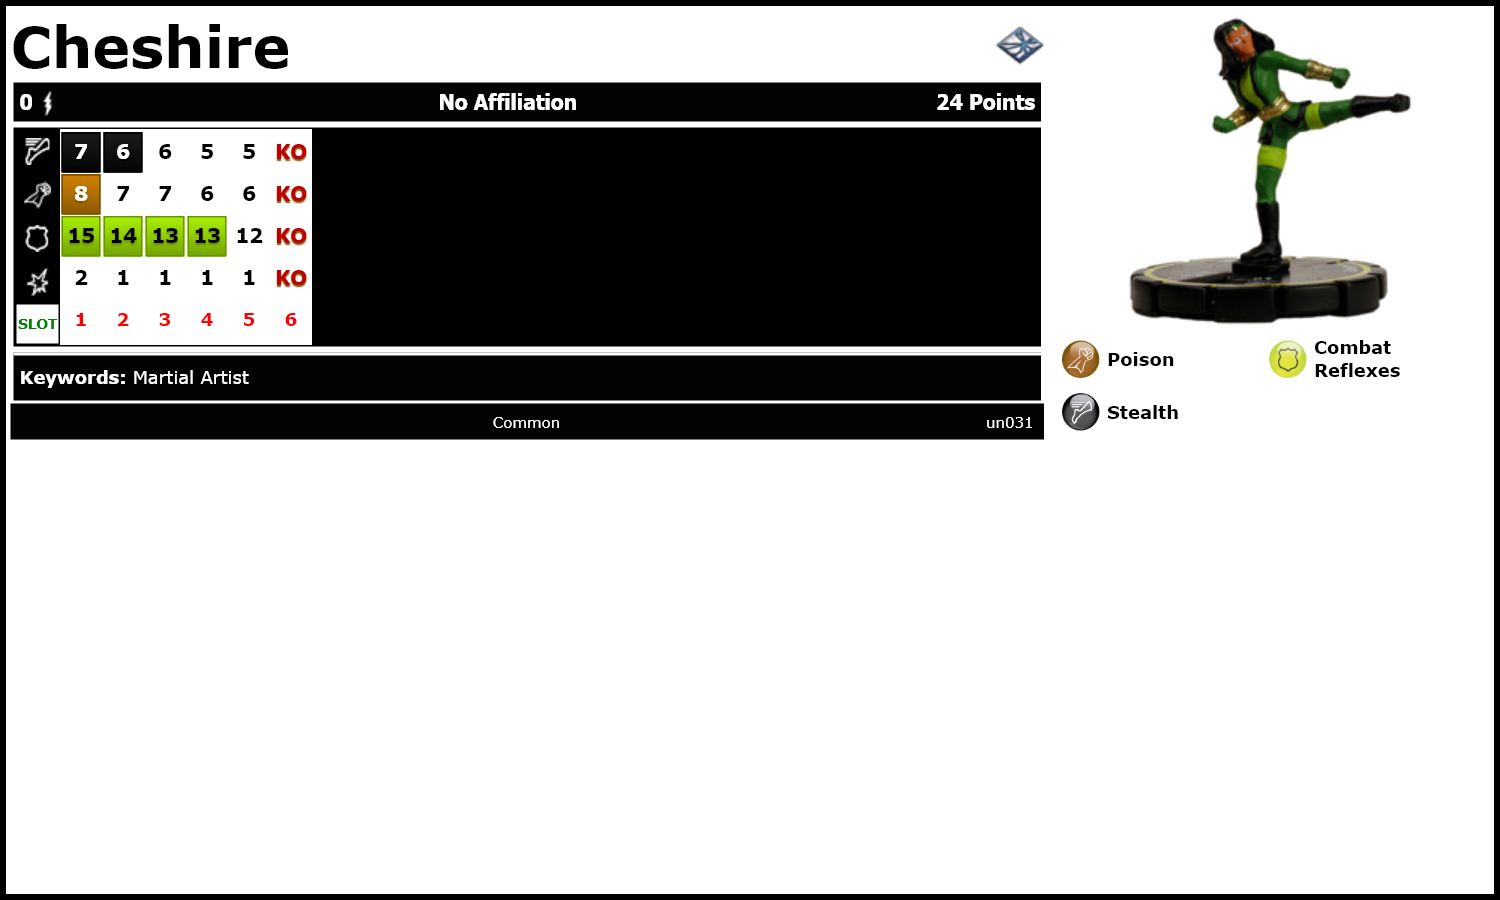 Cheshire
0 No Affiliation 24 Points
7 6 6 5 5 KO
8 7 7 6 6 KO
15 14 13 13 12 KO
2 1 1 1 1 KO
SLOT 1 2 3 4 5 6
Keywords: Martial Artist
Common un031
Poison
Combat
Reflexes
Stealth